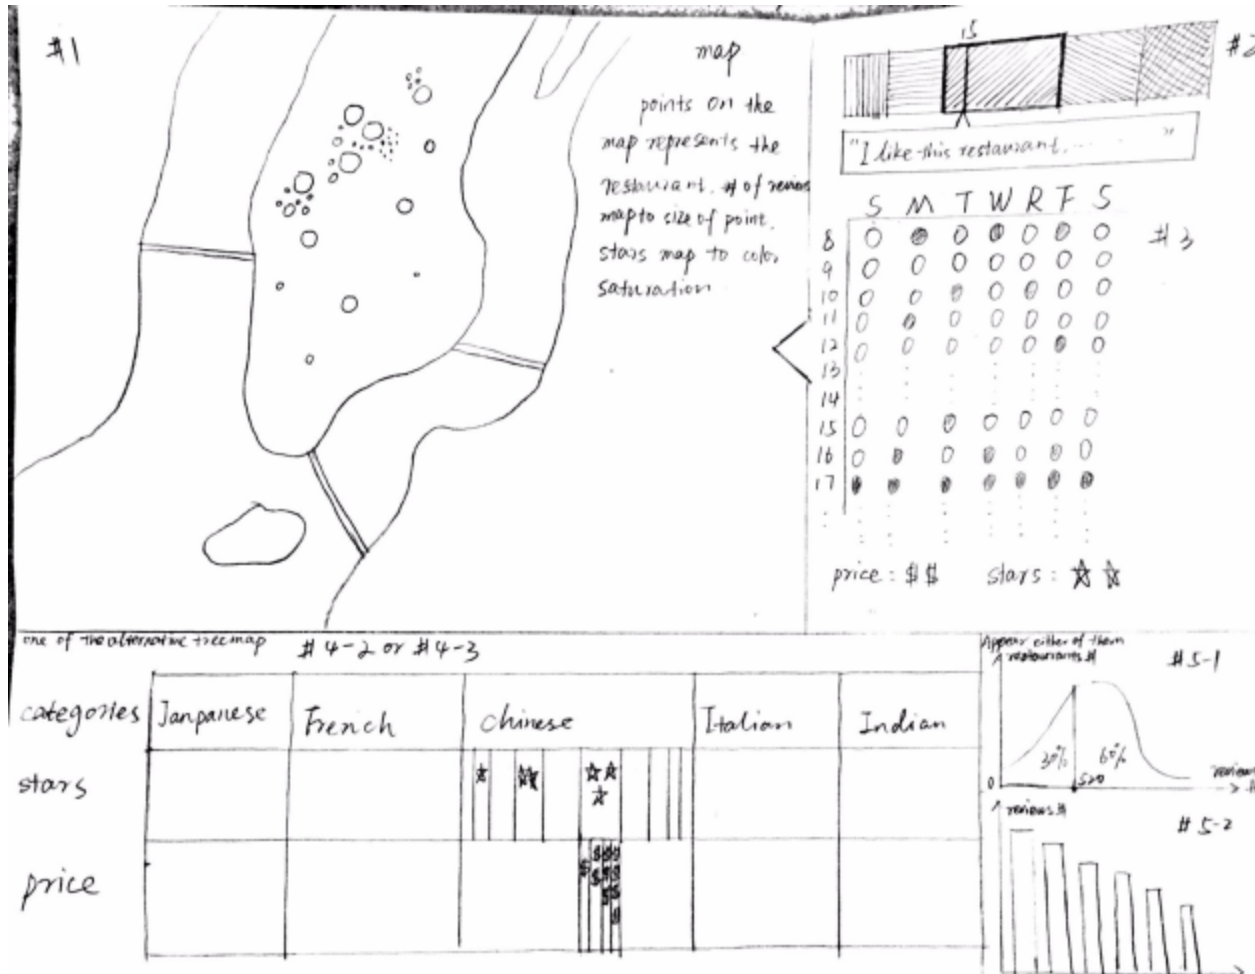 #1
map
points on the
map represents the
restaurant. # of reviews
map to size of point.
stars map to color
saturation
15
#2
"I like this restaurant....... "
S M T W R F S
#3
8
9
10
11
12
13
14
15
16
17
price: $$ stars: ☆☆
one of the alternative treemap #4-2 or #4-3
categories Janpanese French Chinese Italian Indian
stars
price
$ $$ $$$ $$$$
Appear either of them
restaurants #
#5-1
30% 60%
0
520
reviews #
reviews #
#5-2